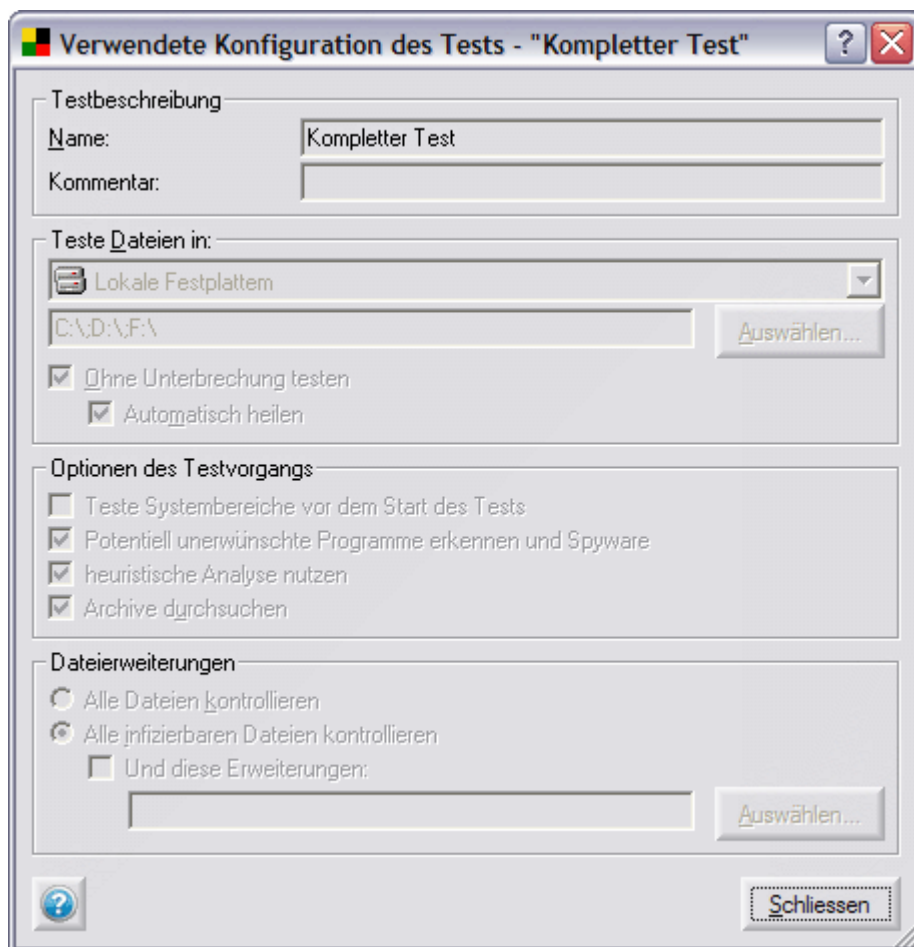 Verwendete Konfiguration des Tests - "Kompletter Test"
Testbeschreibung
Name: Kompletter Test
Kommentar:
Teste Dateien in:
Lokale Festplattem
C:\;D:\;F:\ Auswählen...
Ohne Unterbrechung testen
Automatisch heilen
Optionen des Testvorgangs
Teste Systembereiche vor dem Start des Tests
Potentiell unerwünschte Programme erkennen und Spyware
heuristische Analyse nutzen
Archive durchsuchen
Dateierweiterungen
Alle Dateien kontrollieren
Alle infizierbaren Dateien kontrollieren
Und diese Erweiterungen:
Auswählen...
Schliessen